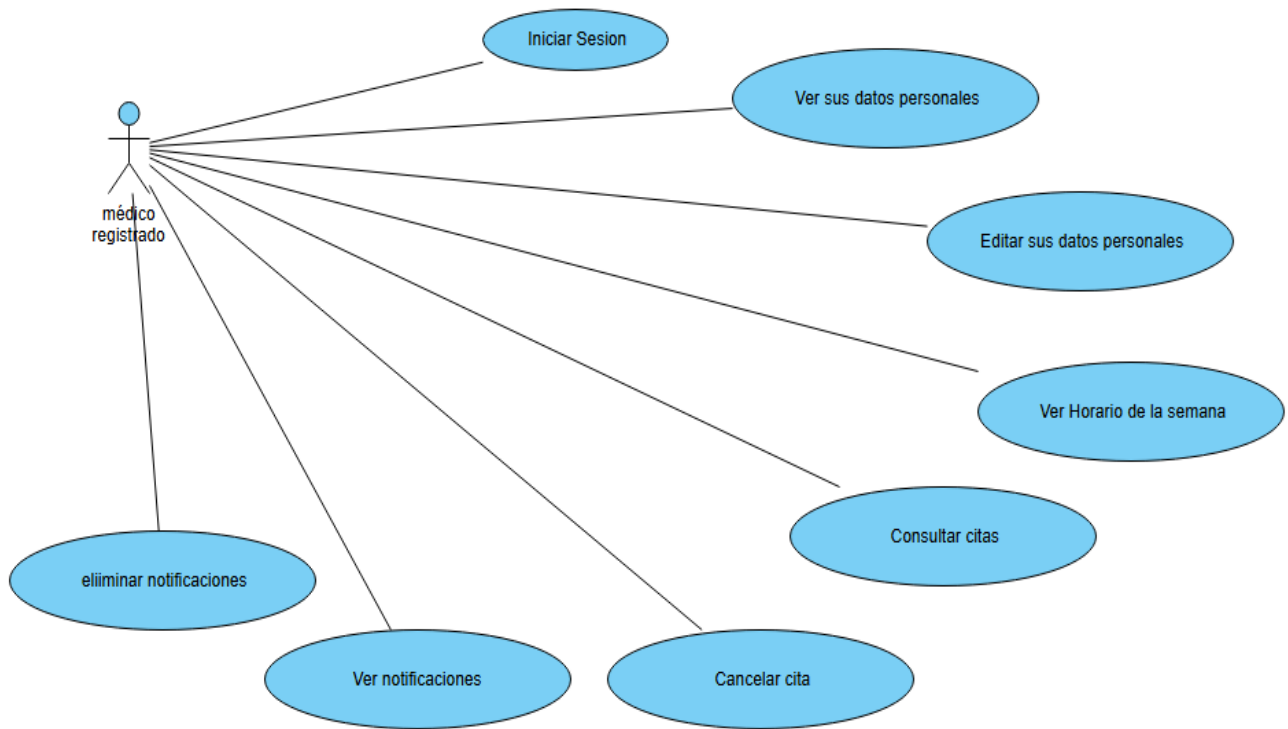 Iniciar Sesion
Ver sus datos personales
médico
registrado
Editar sus datos personales
Ver Horario de la semana
Consultar citas
eliiminar notificaciones
Ver notificaciones
Cancelar cita